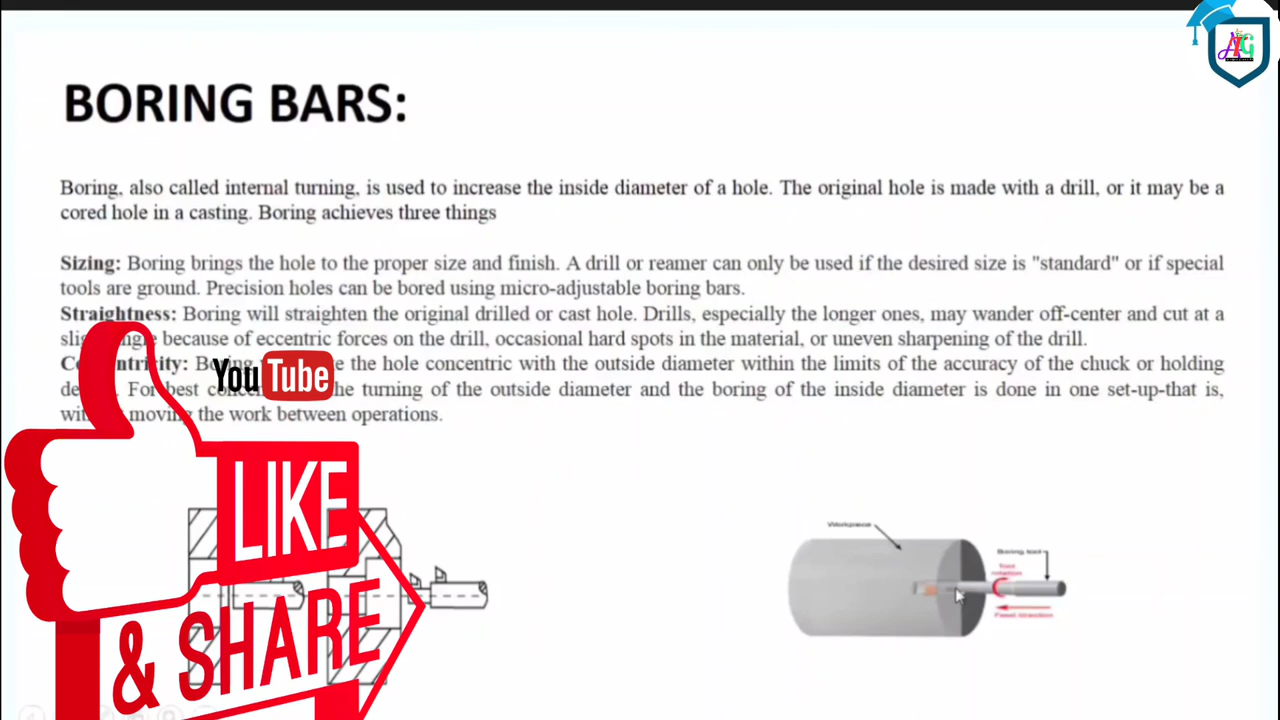 BORING BARS:
Boring, also called internal turning, is used to increase the inside diameter of a hole. The original hole is made with a drill, or it may be a
cored hole in a casting. Boring achieves three things
Sizing: Boring brings the hole to the proper size and finish. A drill or reamer can only be used if the desired size is "standard" or if special
tools are ground. Precision holes can be bored using micro-adjustable boring bars.
Straightness: Boring will straighten the original drilled or cast hole. Drills, especially the longer ones, may wander off-center and cut at a
because of eccentric forces on the drill, occasional hard spots in the material, or uneven sharpening of the drill.
the hole concentric with the outside diameter within the limits of the accuracy of the chuck or holding
For best the turning of the outside diameter and the boring of the inside diameter is done in one set-up-that is,
moving the work between operations.
YouTube
LIKE
& SHARE
Workpiece
Boring tool
Tool
rotation
Feed direction